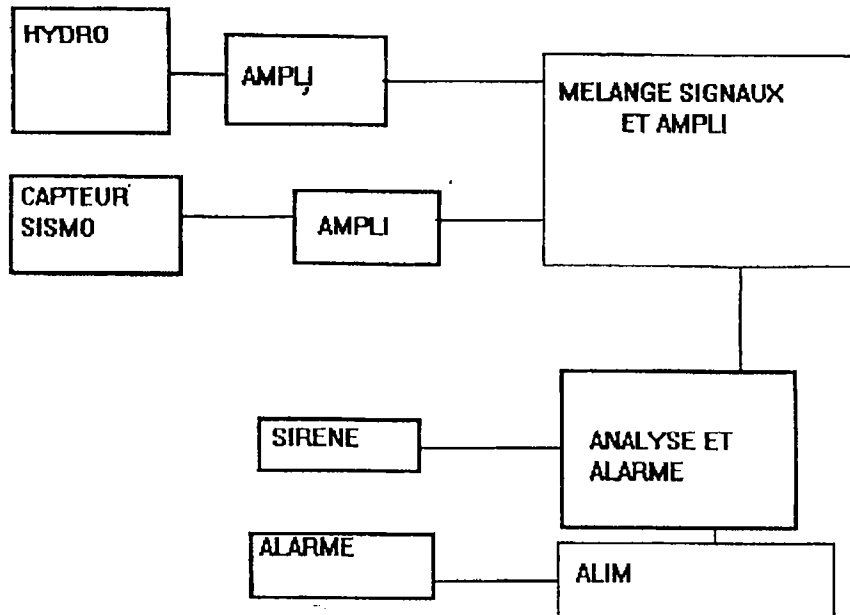 HYDRO
AMPLI
MELANGE SIGNAUX
ET AMPLI
CAPTEUR
SISMO
AMPLI
SIRENE
ANALYSE ET
ALARME
ALARME
ALIM